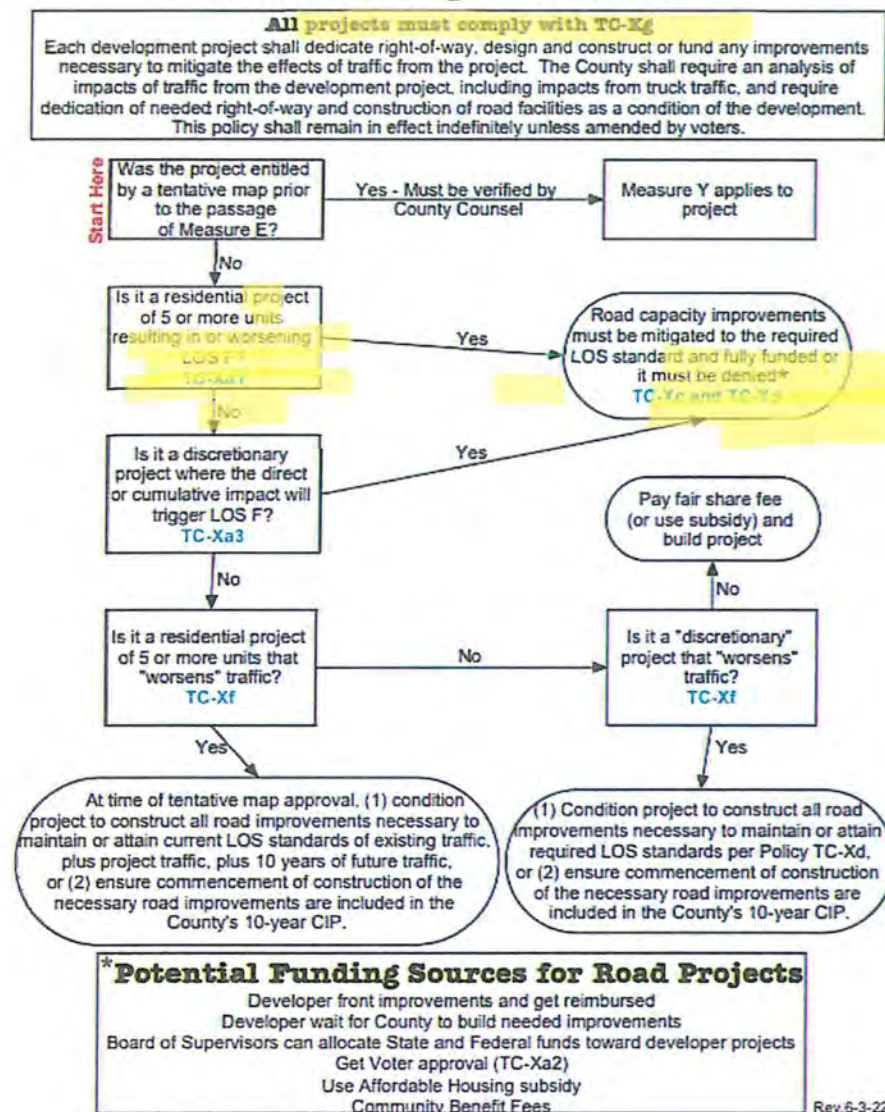 All projects must comply with TC-Xg
Each development project shall dedicate right-of-way, design and construct or fund any improvements
necessary to mitigate the effects of traffic from the project. The County shall require an analysis of
impacts of traffic from the development project, including impacts from truck traffic, and require
dedication of needed right-of-way and construction of road facilities as a condition of the development.
This policy shall remain in effect indefinitely unless amended by voters.
Start Here
Was the project entitled
by a tentative map prior
to the passage
of Measure E?
Yes - Must be verified by
County Counsel
Measure Y applies to
project
No
Is it a residential project
of 5 or more units
resulting in or worsening
LOS F?
TC-Xa1
Yes
Road capacity improvements
must be mitigated to the required
LOS standard and fully funded or
it must be denied*
TC-Xc and
No
Is it a discretionary
project where the direct
or cumulative impact will
trigger LOS F?
TC-Xa3
Yes
Pay fair share fee
(or use subsidy) and
build project
No
No
Is it a residential project
of 5 or more units that
"worsens" traffic?
TC-Xf
No
Is it a "discretionary"
project that "worsens"
traffic?
TC-Xf
Yes
Yes
At time of tentative map approval, (1) condition
project to construct all road improvements necessary to
maintain or attain current LOS standards of existing traffic,
plus project traffic, plus 10 years of future traffic,
or (2) ensure commencement of construction of the
necessary road improvements are included in the
County's 10-year CIP.
(1) Condition project to construct all road
improvements necessary to maintain or attain
required LOS standards per Policy TC-Xd,
or (2) ensure commencement of construction
of the necessary road improvements are
included in the County's 10-year CIP.
*Potential Funding Sources for Road Projects
Developer front improvements and get reimbursed
Developer wait for County to build needed improvements
Board of Supervisors can allocate State and Federal funds toward developer projects
Get Voter approval (TC-Xa2)
Use Affordable Housing subsidy
Community Benefit Fees
Rev 6-3-22